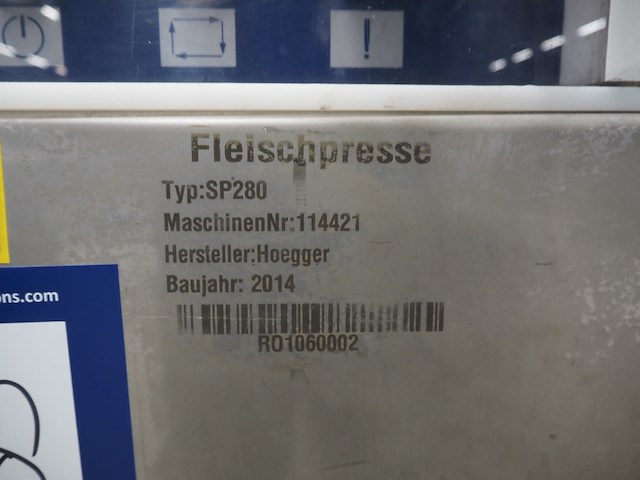 Fleischpresse
Typ:SP280
MaschinenNr:114421
Hersteller:Hoegger
Baujahr: 2014
RO1060002
ons.com